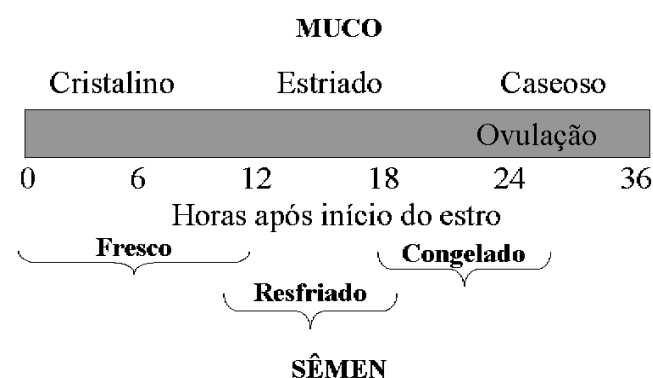 MUCO
Cristalino Estriado Caseoso
Ovulação
0 6 12 18 24 36
Horas após início do estro
Fresco Congelado
Resfriado
SÊMEN